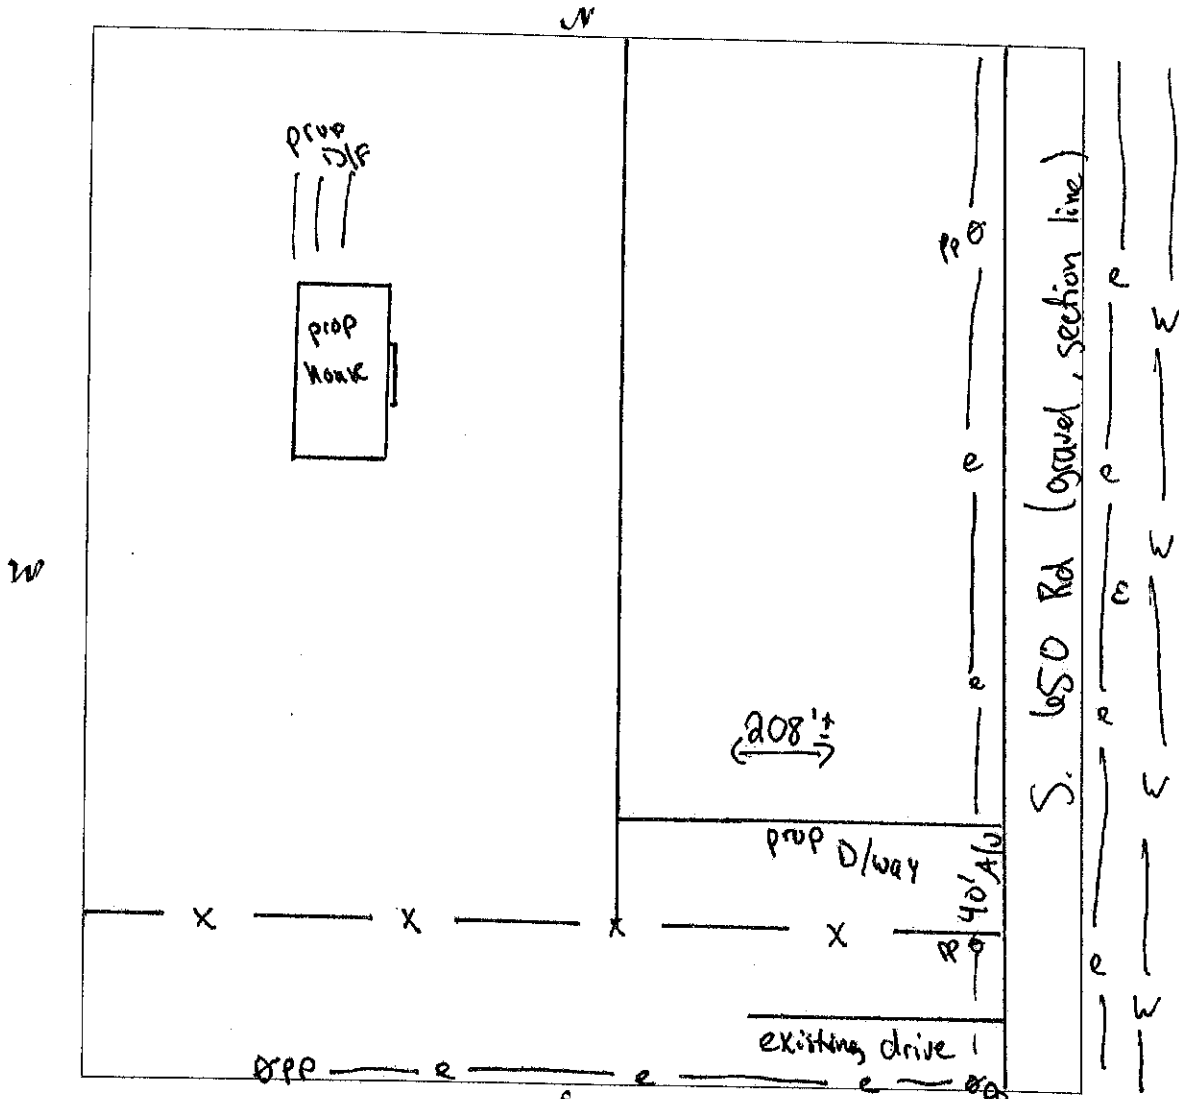 N
prop
D/F
prop
house
W
PP
e
e
208'±
prop D/way
40' A/U
X X X X
PP
existing drive
PP e e e
S. 650 Rd (gravel, section line)
e
e
E
e
e
W
W
W
W